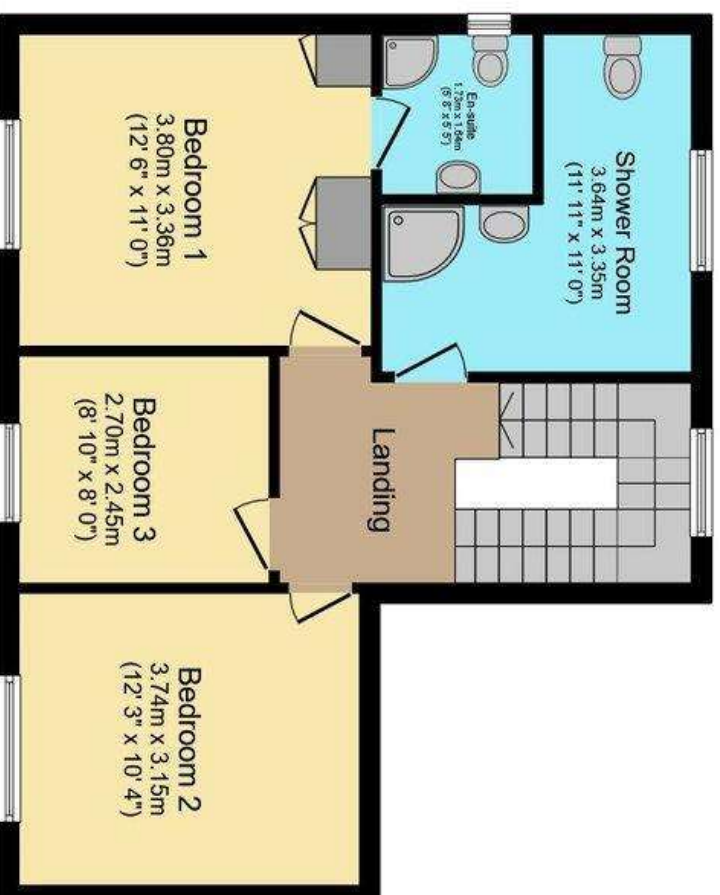 Bedroom 1
3.80m x 3.36m
(12' 6" x 11' 0")
En-suite
1.73m x 1.64m
(5' 8" x 5' 5")
Shower Room
3.64m x 3.35m
(11' 11" x 11' 0")
Bedroom 3
2.70m x 2.45m
(8' 10" x 8' 0")
Landing
Bedroom 2
3.74m x 3.15m
(12' 3" x 10' 4")